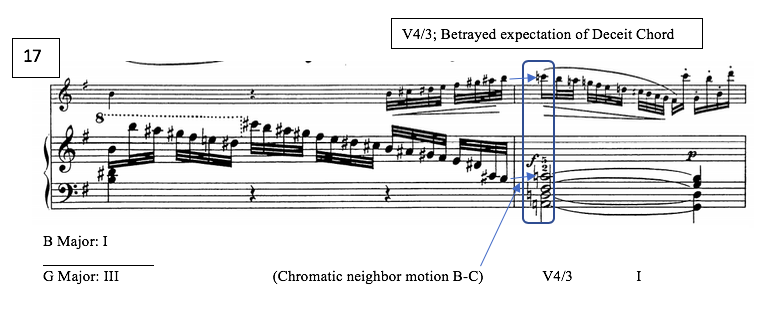 V4/3; Betrayed expectation of Deceit Chord
17
8
f
p
B Major: I
G Major: III (Chromatic neighbor motion B-C) V4/3 I